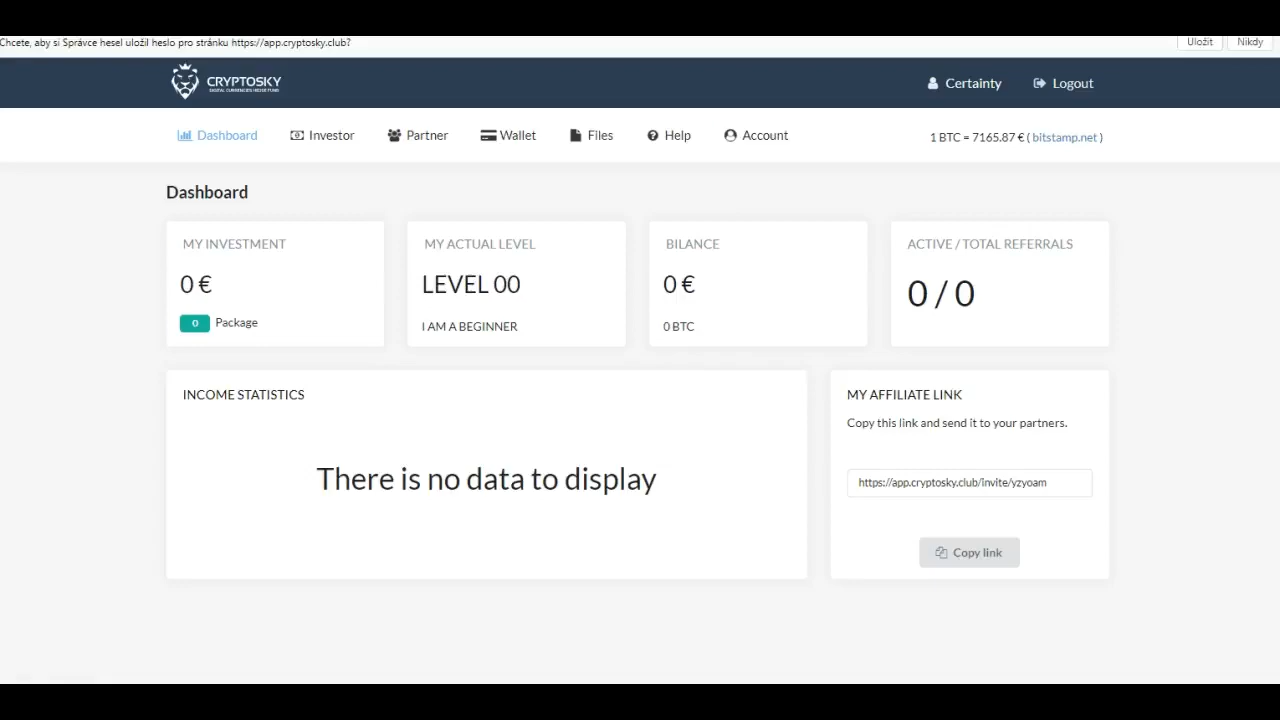 Chcete, aby si Správce hesel uložil heslo pro stránku https://app.cryptosky.club?
Uložit
Nikdy
CRYPTOSKY
DIGITAL CURRENCIES HEDGE FUND
Certainty
Logout
Dashboard
Investor
Partner
Wallet
Files
Help
Account
1 BTC = 7165.87 € ( bitstamp.net )
Dashboard
MY INVESTMENT
0 €
0 Package
MY ACTUAL LEVEL
LEVEL 00
I AM A BEGINNER
BILANCE
0 €
0 BTC
ACTIVE / TOTAL REFERRALS
0 / 0
INCOME STATISTICS
There is no data to display
MY AFFILIATE LINK
Copy this link and send it to your partners.
https://app.cryptosky.club/invite/yzyoam
Copy link